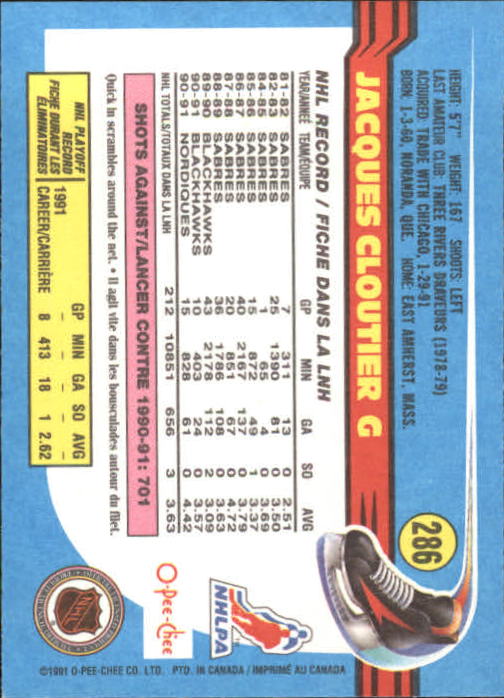 286
JACQUES CLOUTIER G
HEIGHT: 5'7" WEIGHT: 167 SHOOTS: LEFT
LAST AMATEUR CLUB: THREE RIVERS DRAVEURS (1978-79)
ACQUIRED: TRADE WITH CHICAGO, 1-29-91
BORN: 1-3-60, NORANDA, QUE. HOME: EAST AMHERST, MASS.
NHL RECORD / FICHE DANS LA LNH
YEAR/ANNÉE TEAM/ÉQUIPE GP MIN GA SO AVG
81-82 SABRES 7 311 13 0 2.51
82-83 SABRES 25 1390 81 0 3.50
84-85 SABRES 1 65 4 0 3.69
85-86 SABRES 15 872 49 1 3.37
86-87 SABRES 40 2167 137 0 3.79
87-88 SABRES 20 851 67 0 4.72
88-89 SABRES 36 1786 108 0 3.63
89-90 BLACKHAWKS 43 2178 112 2 3.09
90-91 BLACKHAWKS 10 403 24 0 3.57
90-91 NORDIQUES 15 828 61 0 4.42
NHL TOTALS/TOTAUX DANS LA LNH 212 10851 656 3 3.63
SHOTS AGAINST/LANCER CONTRE 1990-91: 701
Quick in scrambles around the net. • Il agit vite dans les bousculades autour du filet.
NHL PLAYOFF
RECORD
FICHE DURANT LES
ÉLIMINATOIRES
GP MIN GA SO AVG
1991 – – – – –
CAREER/CARRIÈRE 8 413 18 1 2.62
NHLPA
O-Pee-Chee
NHL
©1991 O-PEE-CHEE CO. LTD. PTD. IN CANADA / IMPRIMÉ AU CANADA